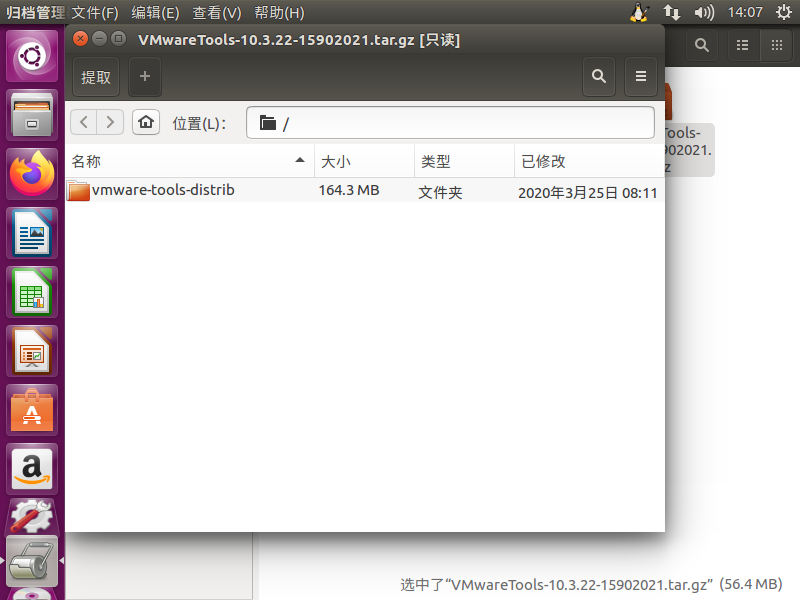 归档管理 文件(F) 编辑(E) 查看(V) 帮助(H) 14:07
VMwareTools-10.3.22-15902021.tar.gz [只读]
提取 +
位置(L)： /
名称 大小 类型 已修改
vmware-tools-distrib 164.3 MB 文件夹 2020年3月25日 08:11
Tools-
902021.
z
选中了“VMwareTools-10.3.22-15902021.tar.gz” (56.4 MB)